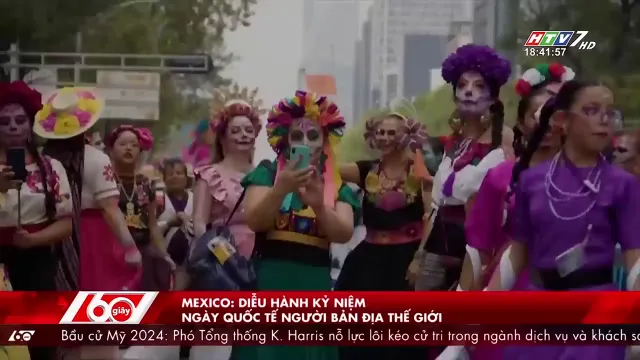 HTV7 HD
18:41:57
60 giây
MEXICO: DIỄU HÀNH KỶ NIỆM
NGÀY QUỐC TẾ NGƯỜI BẢN ĐỊA THẾ GIỚI
60 Bầu cử Mỹ 2024: Phó Tổng thống K. Harris nỗ lực lôi kéo cử tri trong ngành dịch vụ và khách s